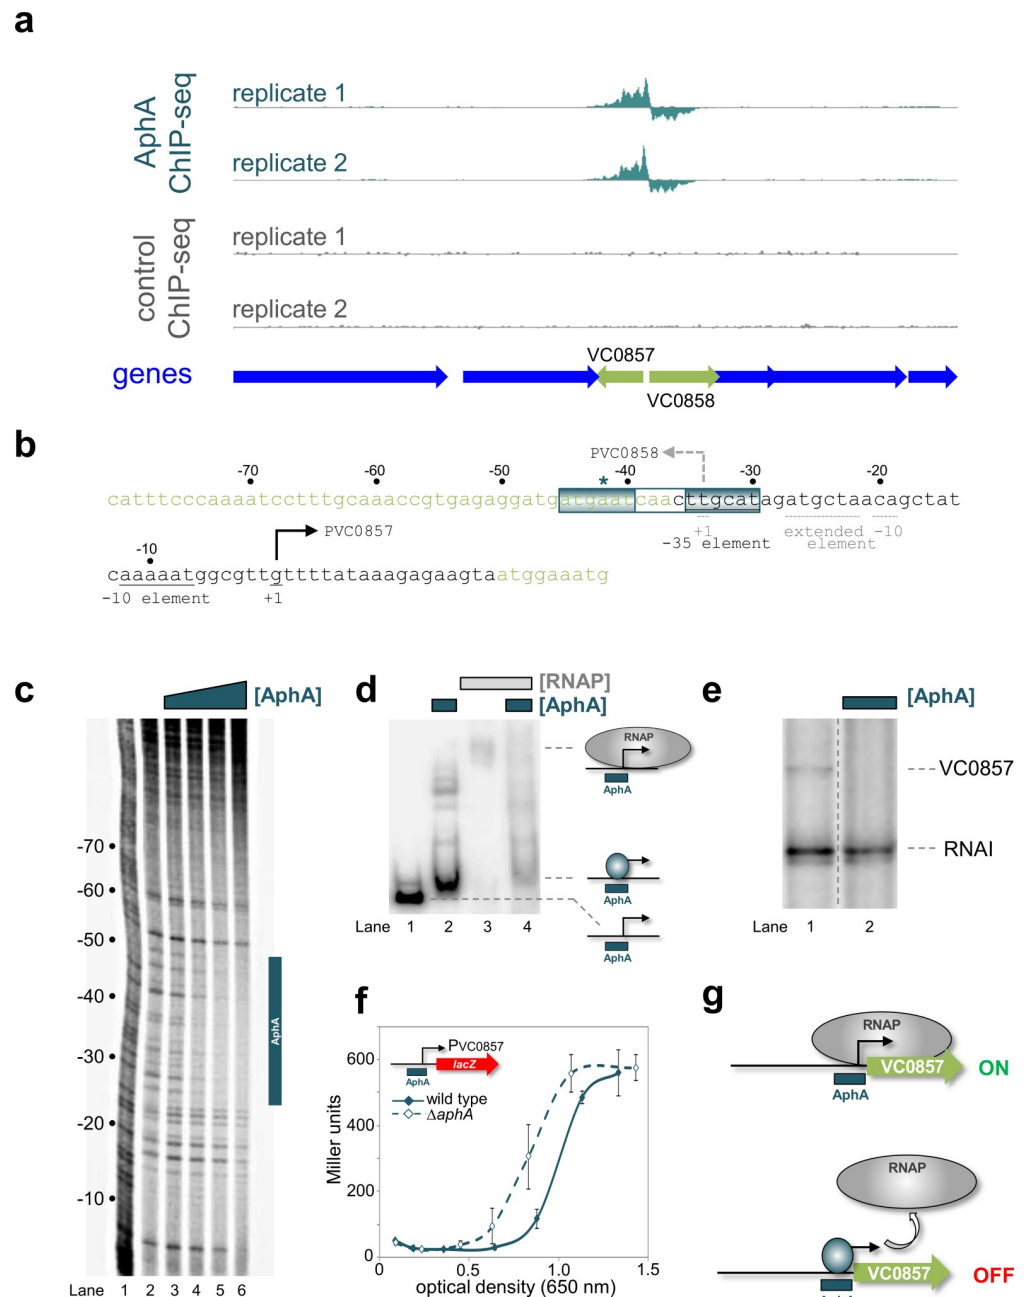 a
AphA
ChIP-seq
replicate 1
replicate 2
control
ChIP-seq
replicate 1
replicate 2
genes
VC0857
VC0858
b
PVC0858
-70 -60 -50 * -40 -30 -20
catttcccaaaatcctttgcaaaccgtgagaggatgatgaatcaacttgcatagatgctaacagctat
+1 extended -10
-35 element element
-10
PVC0857
caaaaatggcgttgttttataaagagaagtaatggaaatg
-10 element +1
c
[AphA]
-70
-60
-50
-40
-30
-20
-10
AphA
Lane 1 2 3 4 5 6
d
[RNAP]
[AphA]
RNAP
AphA
AphA
AphA
Lane 1 2 3 4
e
[AphA]
VC0857
RNAI
Lane 1 2
f
PVC0857
lacZ
AphA
wild type
ΔaphA
Miller units
600
400
200
0
0 0.5 1.0 1.5
optical density (650 nm)
g
RNAP
VC0857
ON
AphA
RNAP
VC0857
OFF